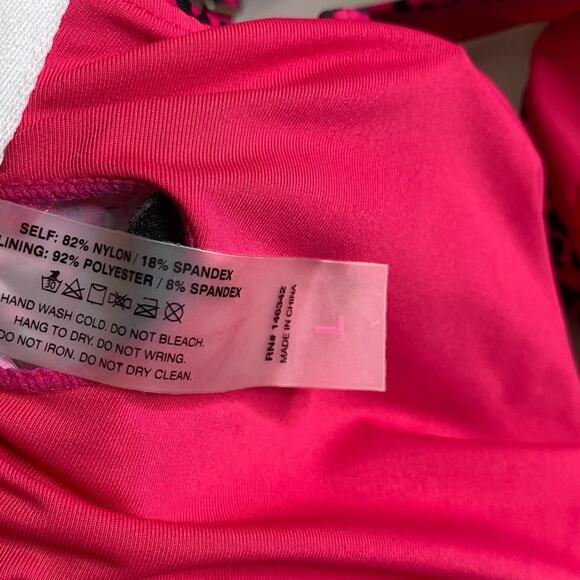 SELF: 82% NYLON / 18% SPANDEX
LINING: 92% POLYESTER / 8% SPANDEX
30
HAND WASH COLD. DO NOT BLEACH.
HANG TO DRY. DO NOT WRING.
DO NOT IRON. DO NOT DRY CLEAN.
RN# 146342
MADE IN CHINA
L